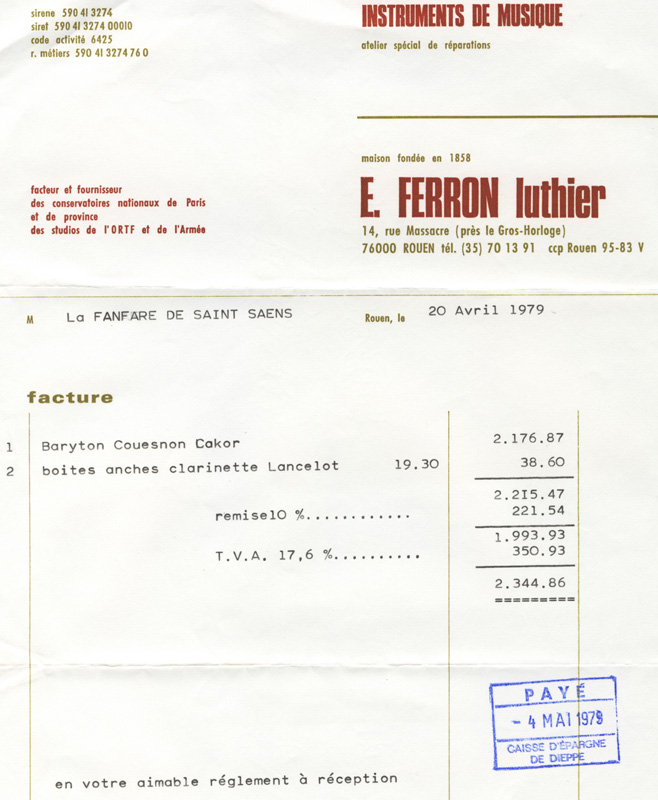 sirene 590 41 3274
siret 590 41 3274 00010
code activité 6425
r. métiers 590 41 3274 76 0
INSTRUMENTS DE MUSIQUE
atelier spécial de réparations
maison fondée en 1858
E. FERRON luthier
14, rue Massacre (près le Gros-Horloge)
76000 ROUEN tél. (35) 70 13 91 ccp Rouen 95-83 V
facteur et fournisseur
des conservatoires nationaux de Paris
et de province
des studios de l'ORTF et de l'Armée
M La FANFARE DE SAINT SAENS
Rouen, le 20 Avril 1979
facture
1 Baryton Couesnon Dakor 2.176.87
2 boites anches clarinette Lancelot 19.30 38.60
2.215.47
remise10 %............ 221.54
1.993.93
T.V.A. 17,6 %.......... 350.93
2.344.86
=========
PAYÉ
- 4 MAI 1979
CAISSE D'ÉPARGNE
DE DIEPPE
en votre aimable réglement à réception